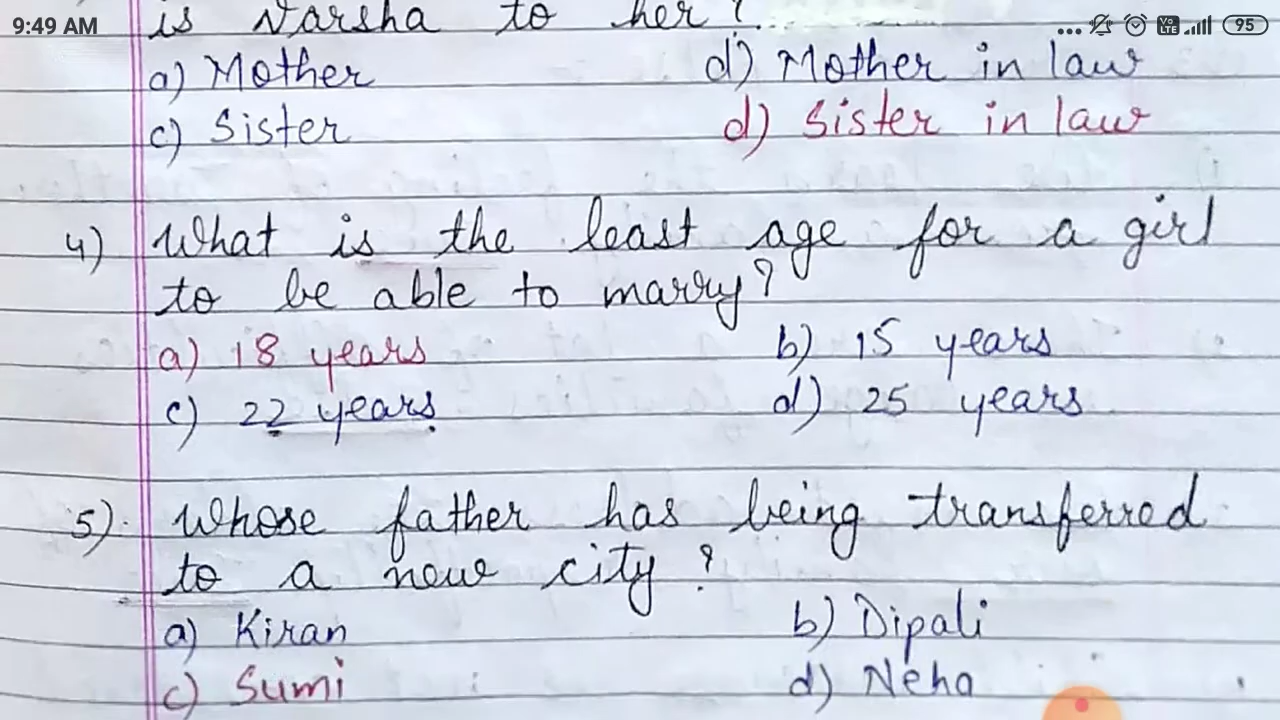 9:49 AM
... Vo LTE 95
is Varsha to her?
a) Mother d) Mother in law
c) Sister d) Sister in law
4) What is the least age for a girl
to be able to marry?
a) 18 years b) 15 years
c) 22 years d) 25 years
5). Whose father has being transferred
to a new city?
a) Kiran b) Dipali
c) Sumi d) Neha